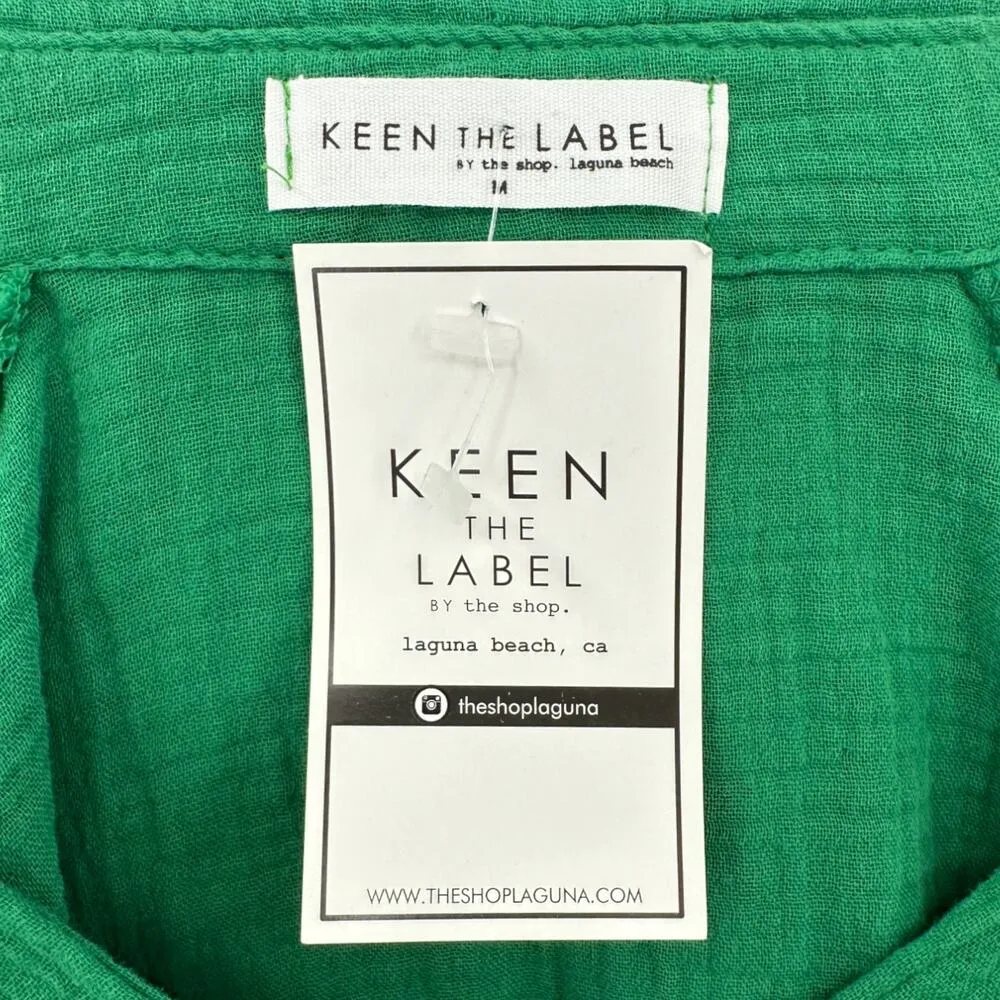 KEEN THE LABEL
BY the shop. laguna beach
KEEN
THE
LABEL
BY the shop.
laguna beach, ca
theshoplaguna
WWW.THESHOPLAGUNA.COM